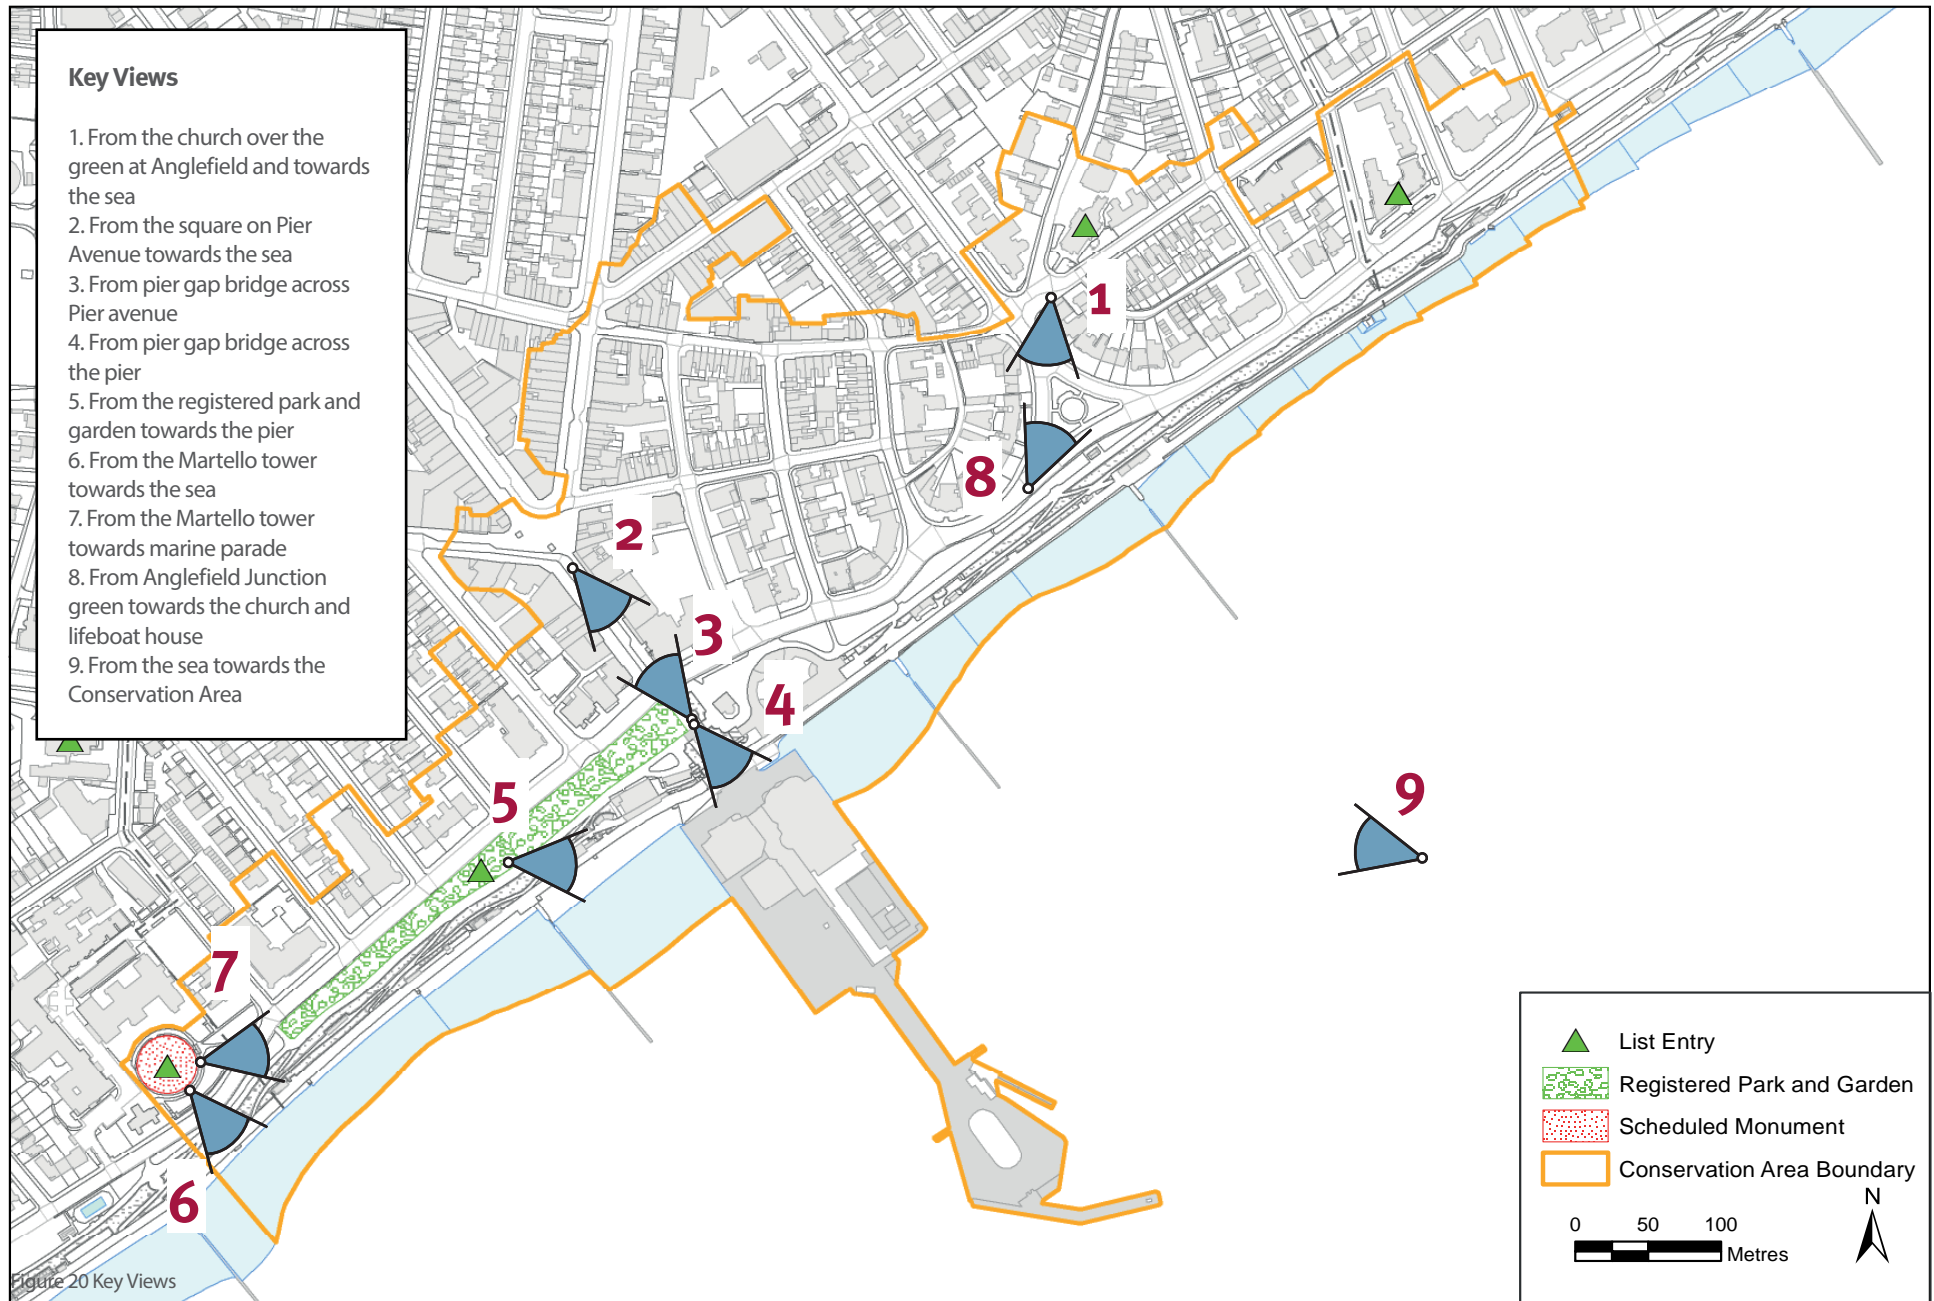 Key Views
1. From the church over the
green at Anglefield and towards
the sea
2. From the square on Pier
Avenue towards the sea
3. From pier gap bridge across
Pier avenue
4. From pier gap bridge across
the pier
5. From the registered park and
garden towards the pier
6. From the Martello tower
towards the sea
7. From the Martello tower
towards marine parade
8. From Anglefield Junction
green towards the church and
lifeboat house
9. From the sea towards the
Conservation Area
1
8
2
3
4
5
9
7
6
List Entry
Registered Park and Garden
Scheduled Monument
Conservation Area Boundary
N
0 50 100
Metres
Figure 20 Key Views